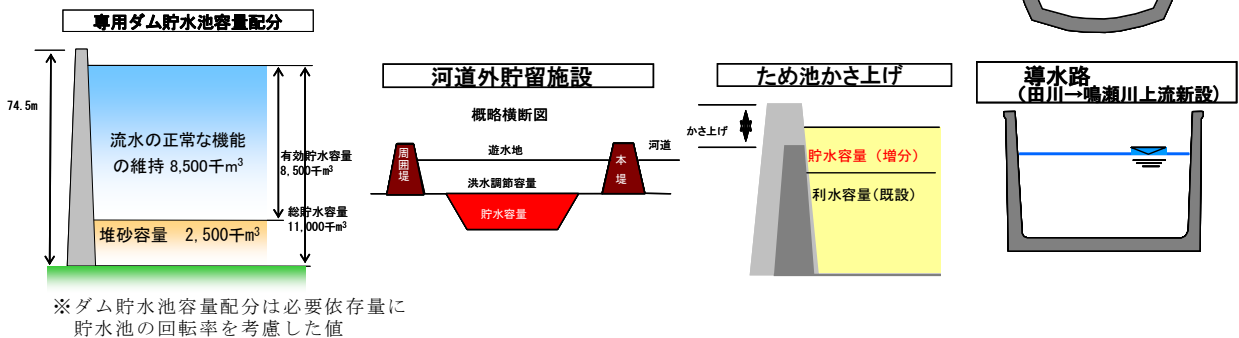 専用ダム貯水池容量配分
74.5m
流水の正常な機能
の維持 8,500千m³
有効貯水容量
8,500千m³
総貯水容量
11,000千m³
堆砂容量 2,500千m³
※ダム貯水池容量配分は必要依存量に
貯水池の回転率を考慮した値
河道外貯留施設
概略横断図
周囲堤
遊水地
本堤
河道
洪水調節容量
貯水容量
ため池かさ上げ
かさ上げ
貯水容量（増分）
利水容量(既設)
導水路
（田川→鳴瀬川上流新設）